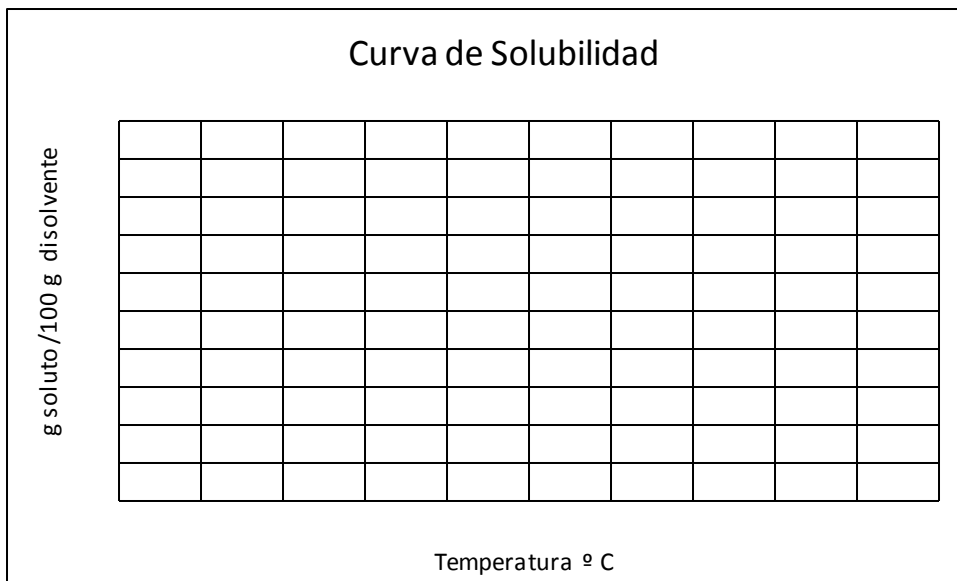 Curva de Solubilidad
g soluto/100 g disolvente
Temperatura º C